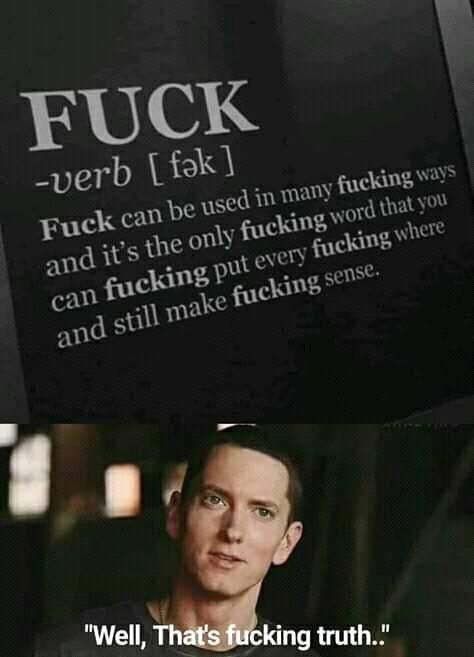 FUCK
-verb [fək]
Fuck can be used in many fucking ways
and it's the only fucking word that you
can fucking put every fucking where
and still make fucking sense.
"Well, That's fucking truth.."